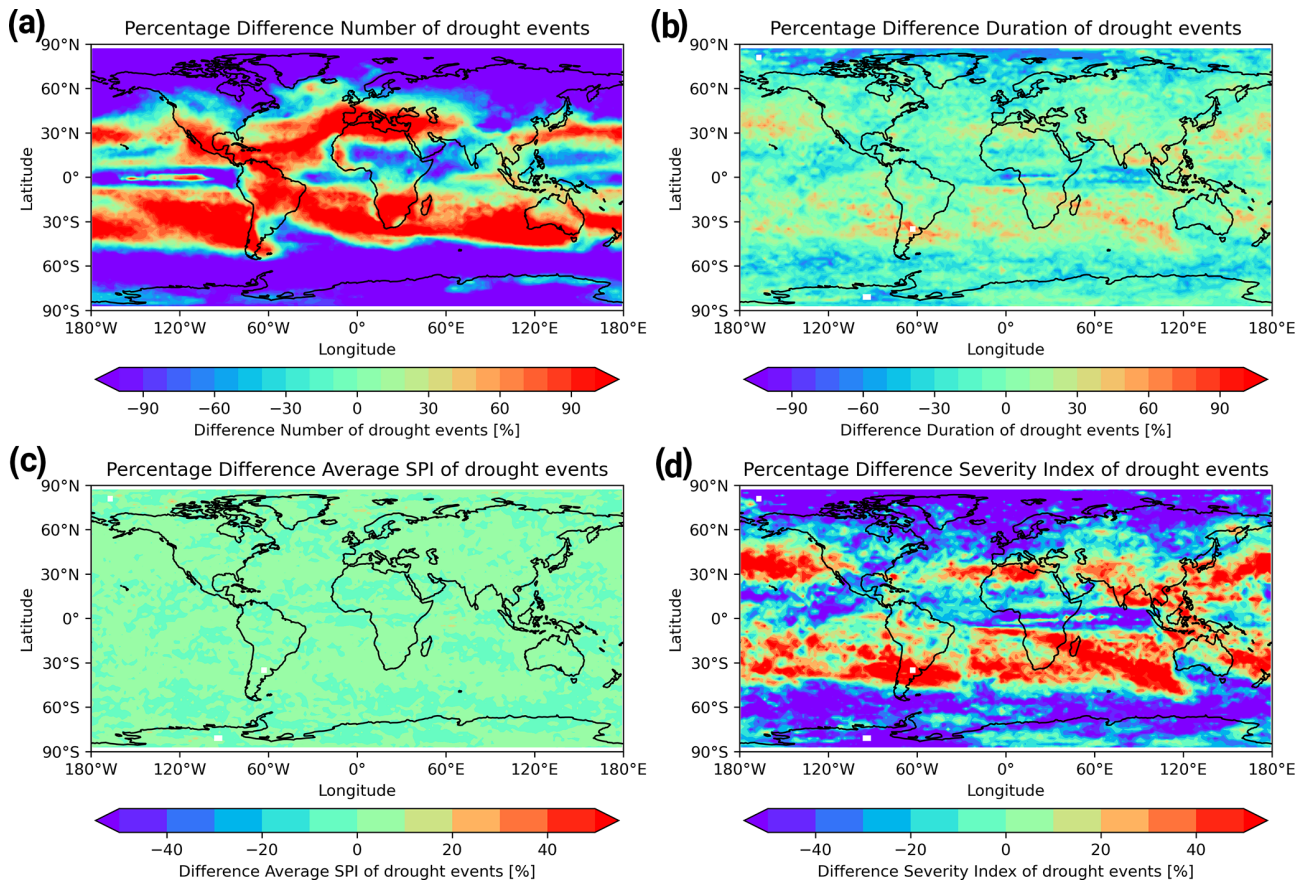 (a)
Percentage Difference Number of drought events
90°N
60°N
30°N
0°
30°S
60°S
90°S
Latitude
180°W 120°W 60°W 0° 60°E 120°E 180°E
Longitude
−90 −60 −30 0 30 60 90
Difference Number of drought events [%]
(b)
Percentage Difference Duration of drought events
90°N
60°N
30°N
0°
30°S
60°S
90°S
Latitude
180°W 120°W 60°W 0° 60°E 120°E 180°E
Longitude
−90 −60 −30 0 30 60 90
Difference Duration of drought events [%]
(c)
Percentage Difference Average SPI of drought events
90°N
60°N
30°N
0°
30°S
60°S
90°S
Latitude
180°W 120°W 60°W 0° 60°E 120°E 180°E
Longitude
−40 −20 0 20 40
Difference Average SPI of drought events [%]
(d)
Percentage Difference Severity Index of drought events
90°N
60°N
30°N
0°
30°S
60°S
90°S
Latitude
180°W 120°W 60°W 0° 60°E 120°E 180°E
Longitude
−40 −20 0 20 40
Difference Severity Index of drought events [%]